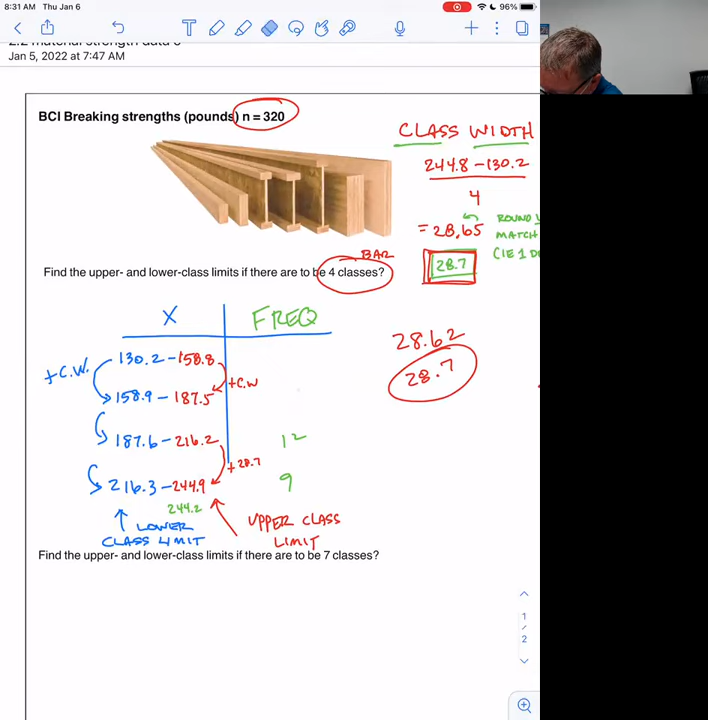 8:31 AM Thu Jan 6
96%
Jan 5, 2022 at 7:47 AM
BCI Breaking strengths (pounds) n = 320
CLASS WIDTH
244.8 - 130.2
4
= 28.65
ROUND
MATCH
(IE 1 D
28.7
BAR
Find the upper- and lower-class limits if there are to be 4 classes?
X FREQ
28.62
28.7
+C.W.
130.2 - 158.8
+C.W
158.9 - 187.5
187.6 - 216.2 12
+28.7
216.3 - 244.9 9
244.2
LOWER
CLASS LIMIT
UPPER CLASS
LIMIT
Find the upper- and lower-class limits if there are to be 7 classes?
1
2